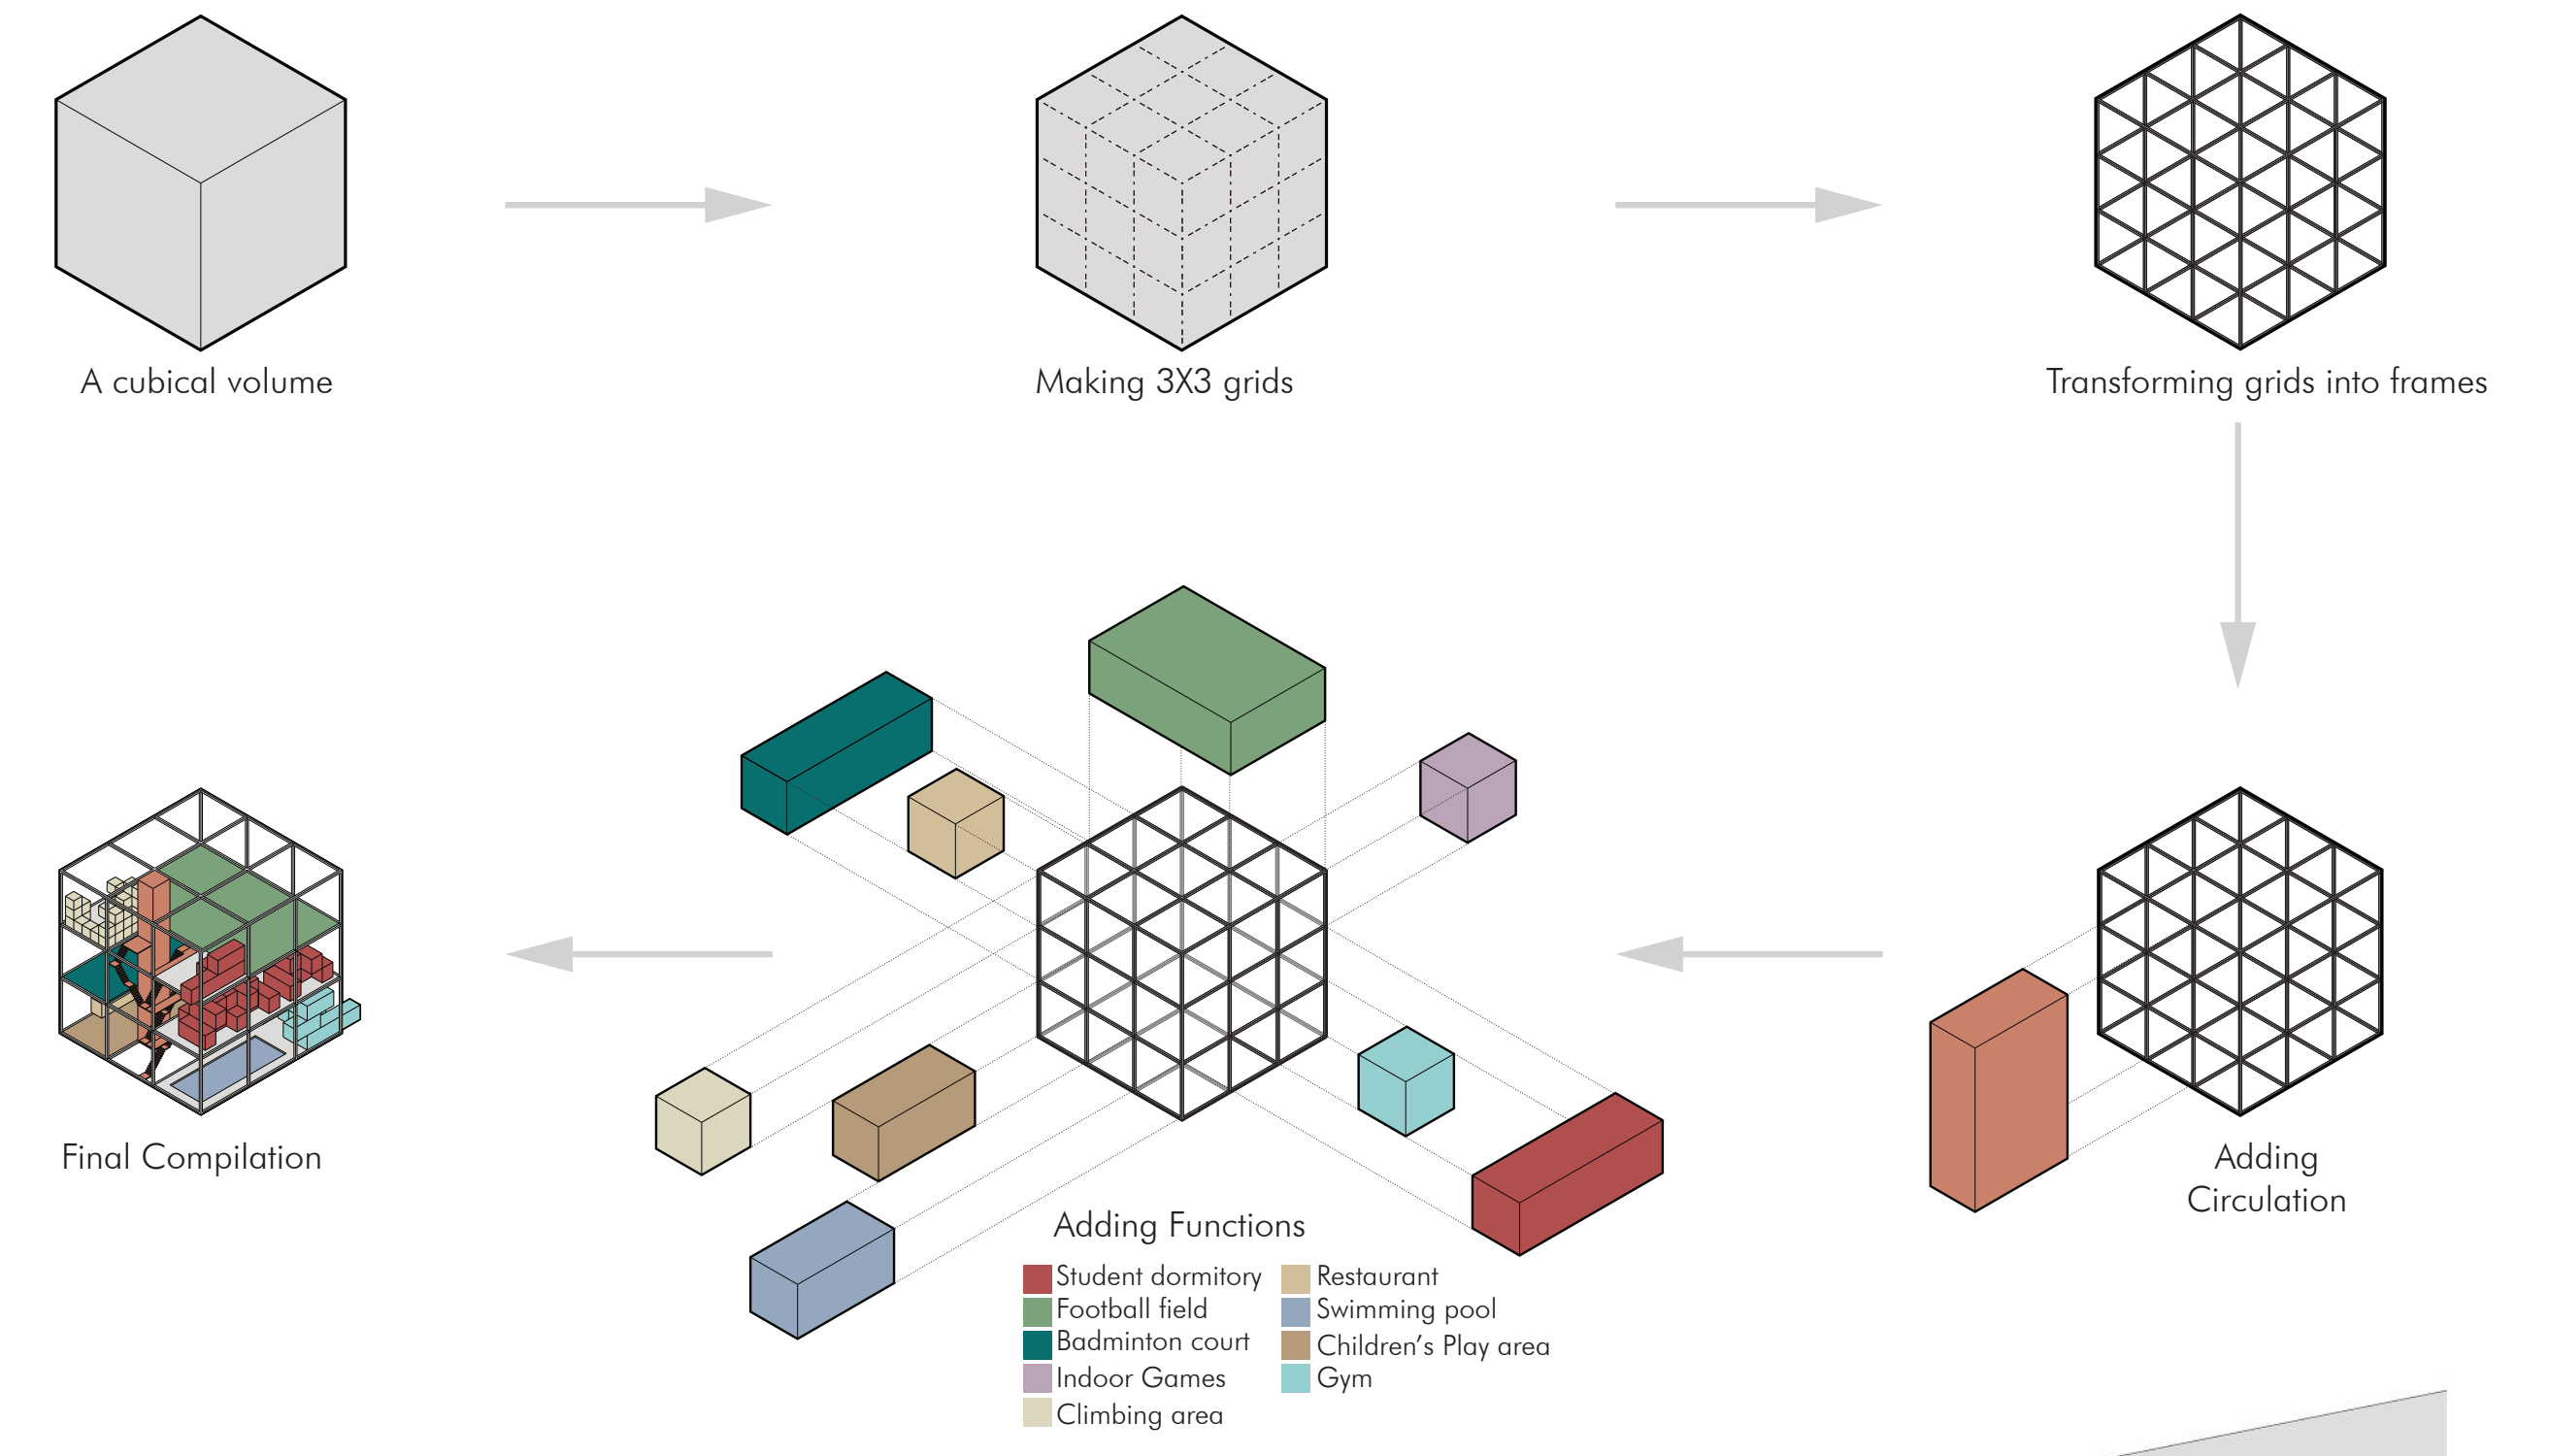 A cubical volume
Making 3X3 grids
Transforming grids into frames
Adding
Circulation
Adding Functions
Student dormitory
Football field
Badminton court
Indoor Games
Climbing area
Restaurant
Swimming pool
Children's Play area
Gym
Final Compilation